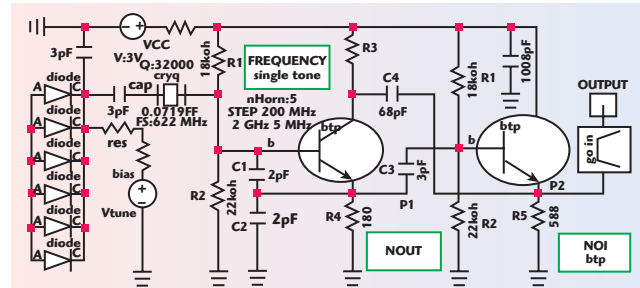 VCC
V:3V
3pF
Q:32000
cryq
cap
3pF
0.0719FF
FS:622 MHz
A diode C
A diode C
A diode C
A diode C
A diode C
A diode C
res
bias
Vtune
18koh
R1
R2
22koh
FREQUENCY
single tone
nHorn:5
STEP 200 MHz
2 GHz 5 MHz
btp
b
C1
2pF
C2
2pF
R3
C4
68pF
C3
3pF
P1
R4
180
NOUT
R1
18koh
1008pF
b
btp
P2
R2
22koh
R5
588
OUTPUT
go in
NOI
btp